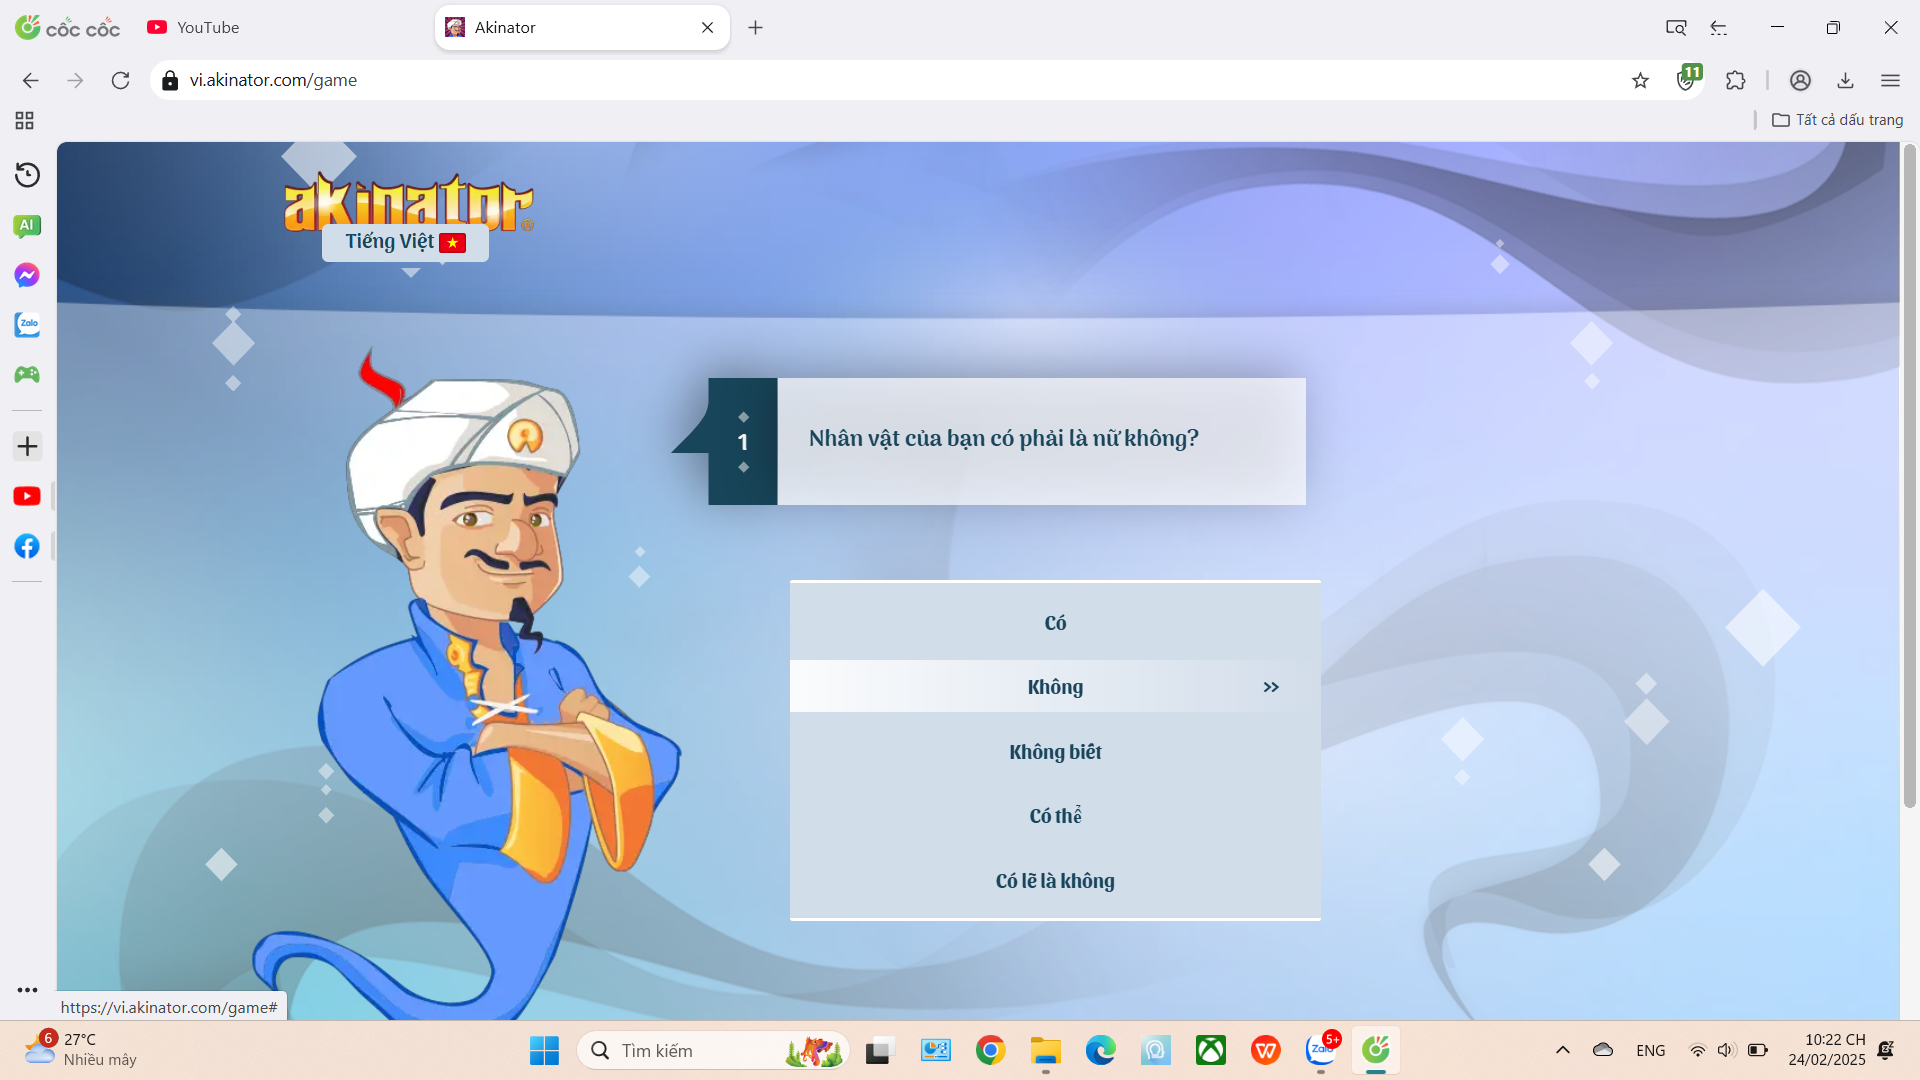 cốc cốc
YouTube
Akinator
vi.akinator.com/game
11
Tất cả dấu trang
AI
Zalo
akinator
Tiếng Việt
1
Nhân vật của bạn có phải là nữ không?
Có
Không
Không biết
Có thể
Có lẽ là không
https://vi.akinator.com/game#
6
27°C
Nhiều mây
Tìm kiếm
Zalo
5+
ENG
10:22 CH
24/02/2025